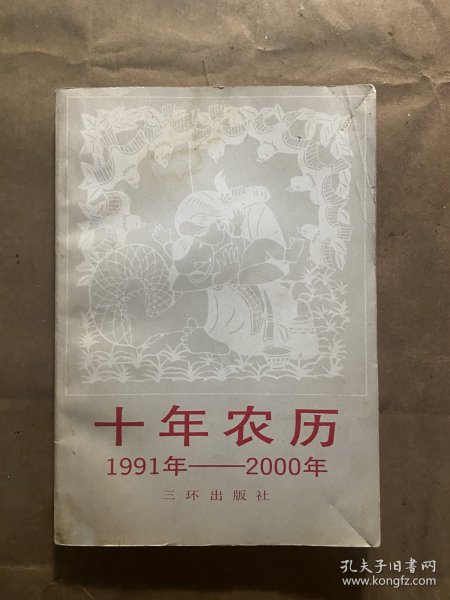 十年农历
1991年——2000年
三环出版社
孔夫子旧书网
www.kongfz.com